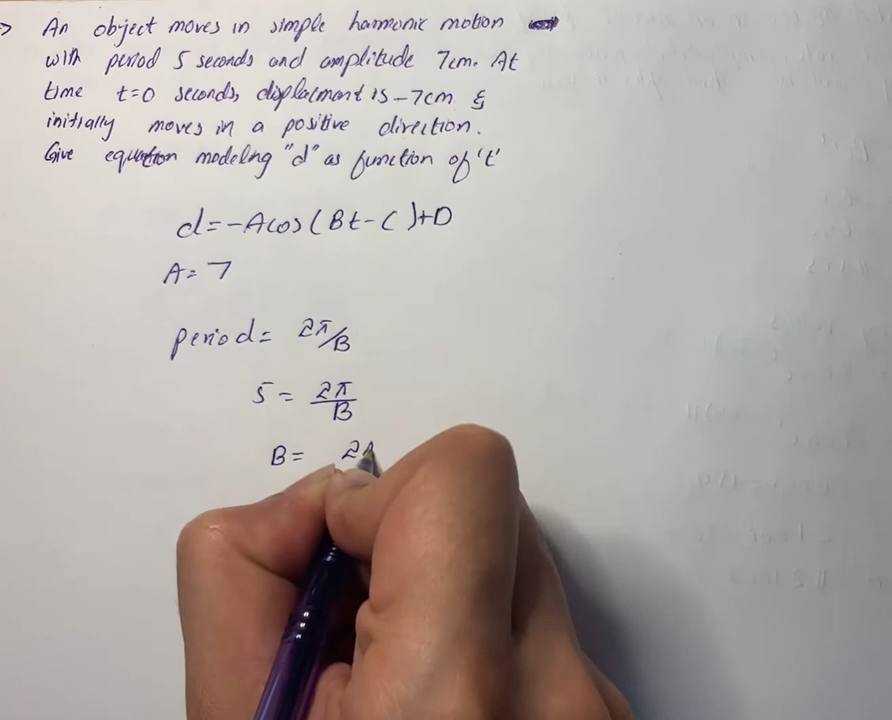 An object moves in simple harmonic motion
with period 5 seconds and amplitude 7cm. At
time t=0 seconds, displacment is -7cm &
initially moves in a positive direction.
Give equation modeling "d" as function of 't'
d=-Acos(Bt-C)+D
A=7
period= 2π/B
5 = 2π/B
B= 2